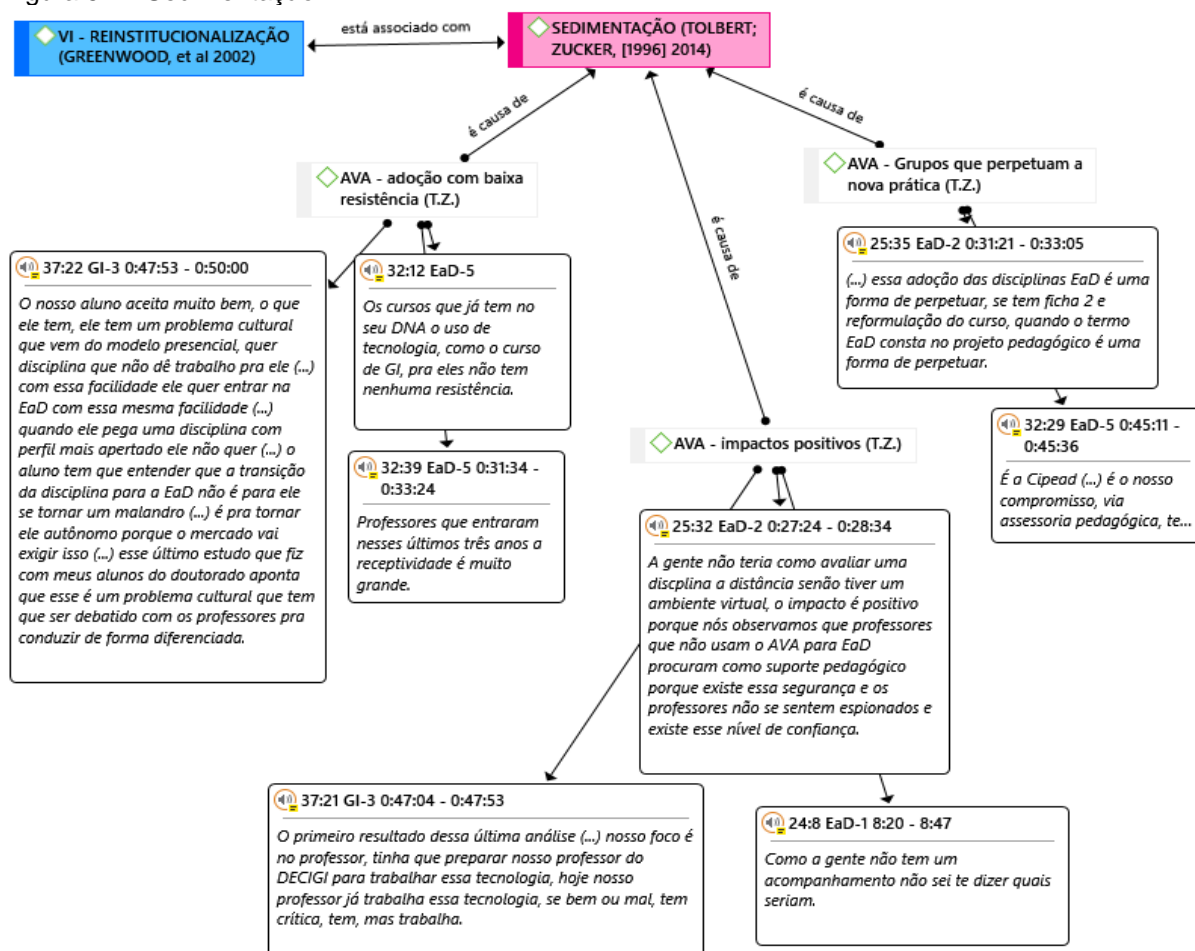 VI - REINSTITUCIONALIZAÇÃO
(GREENWOOD, et al 2002)
está associado com
SEDIMENTAÇÃO (TOLBERT;
ZUCKER, [1996] 2014)
é causa de
é causa de
é causa de
AVA - adoção com baixa
resistência (T.Z.)
AVA - Grupos que perpetuam a
nova prática (T.Z.)
37:22 GI-3 0:47:53 - 0:50:00
O nosso aluno aceita muito bem, o que
ele tem, ele tem um problema cultural
que vem do modelo presencial, quer
disciplina que não dê trabalho pra ele (...)
com essa facilidade ele quer entrar na
EaD com essa mesma facilidade (...)
quando ele pega uma disciplina com
perfil mais apertado ele não quer (...) o
aluno tem que entender que a transição
da disciplina para a EaD não é para ele
se tornar um malandro (...) é pra tornar
ele autônomo porque o mercado vai
exigir isso (...) esse último estudo que fiz
com meus alunos do doutorado aponta
que esse é um problema cultural que tem
que ser debatido com os professores pra
conduzir de forma diferenciada.
32:12 EaD-5
Os cursos que já tem no
seu DNA o uso de
tecnologia, como o curso
de GI, pra eles não tem
nenhuma resistência.
32:39 EaD-5 0:31:34 -
0:33:24
Professores que entraram
nesses últimos três anos a
receptividade é muito
grande.
25:35 EaD-2 0:31:21 - 0:33:05
(...) essa adoção das disciplinas EaD é uma
forma de perpetuar, se tem ficha 2 e
reformulação do curso, quando o termo
EaD consta no projeto pedagógico é uma
forma de perpetuar.
32:29 EaD-5 0:45:11 -
0:45:36
É a Cipead (...) é o nosso
compromisso, via
assessoria pedagógica, te...
AVA - impactos positivos (T.Z.)
25:32 EaD-2 0:27:24 - 0:28:34
A gente não teria como avaliar uma
discplina a distância senão tiver um
ambiente virtual, o impacto é positivo
porque nós observamos que professores
que não usam o AVA para EaD
procuram como suporte pedagógico
porque existe essa segurança e os
professores não se sentem espionados e
existe esse nível de confiança.
37:21 GI-3 0:47:04 - 0:47:53
O primeiro resultado dessa última análise (...) nosso foco é
no professor, tinha que preparar nosso professor do
DECIGI para trabalhar essa tecnologia, hoje nosso
professor já trabalha essa tecnologia, se bem ou mal, tem
crítica, tem, mas trabalha.
24:8 EaD-1 8:20 - 8:47
Como a gente não tem um
acompanhamento não sei te dizer quais
seriam.